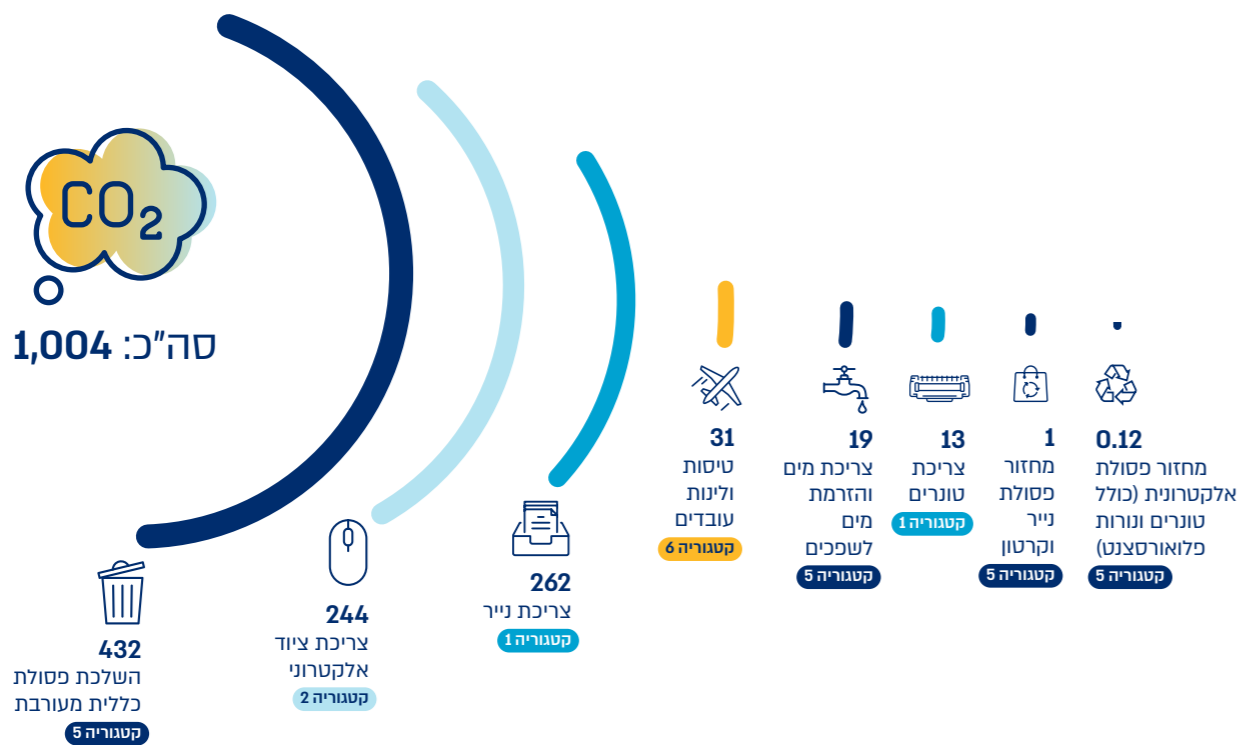 CO2
סה"כ: 1,004
432
השלכת פסולת
כללית מעורבת
קטגוריה 5
244
צריכת ציוד
אלקטרוני
קטגוריה 2
262
צריכת נייר
קטגוריה 1
31
טיסות
ולינות
עובדים
קטגוריה 6
19
צריכת מים
והזרמת
מים
לשפכים
קטגוריה 5
13
צריכת
טונרים
קטגוריה 1
1
מחזור
פסולת
נייר
וקרטון
קטגוריה 5
0.12
מחזור פסולת
אלקטרונית (כולל
טונרים ונורות
פלואורסצנט)
קטגוריה 5